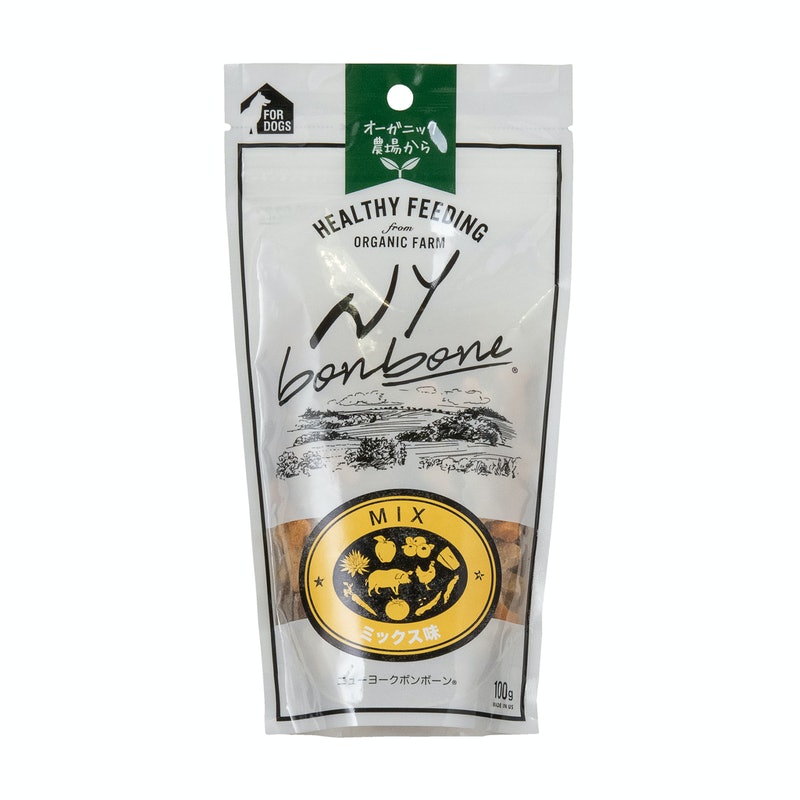 FOR
DOGS
オーガニック
農場から
HEALTHY FEEDING
from
ORGANIC FARM
NY
bonbone®
MIX
ミックス味
ニューヨークボンボーン®
100g
MADE IN US